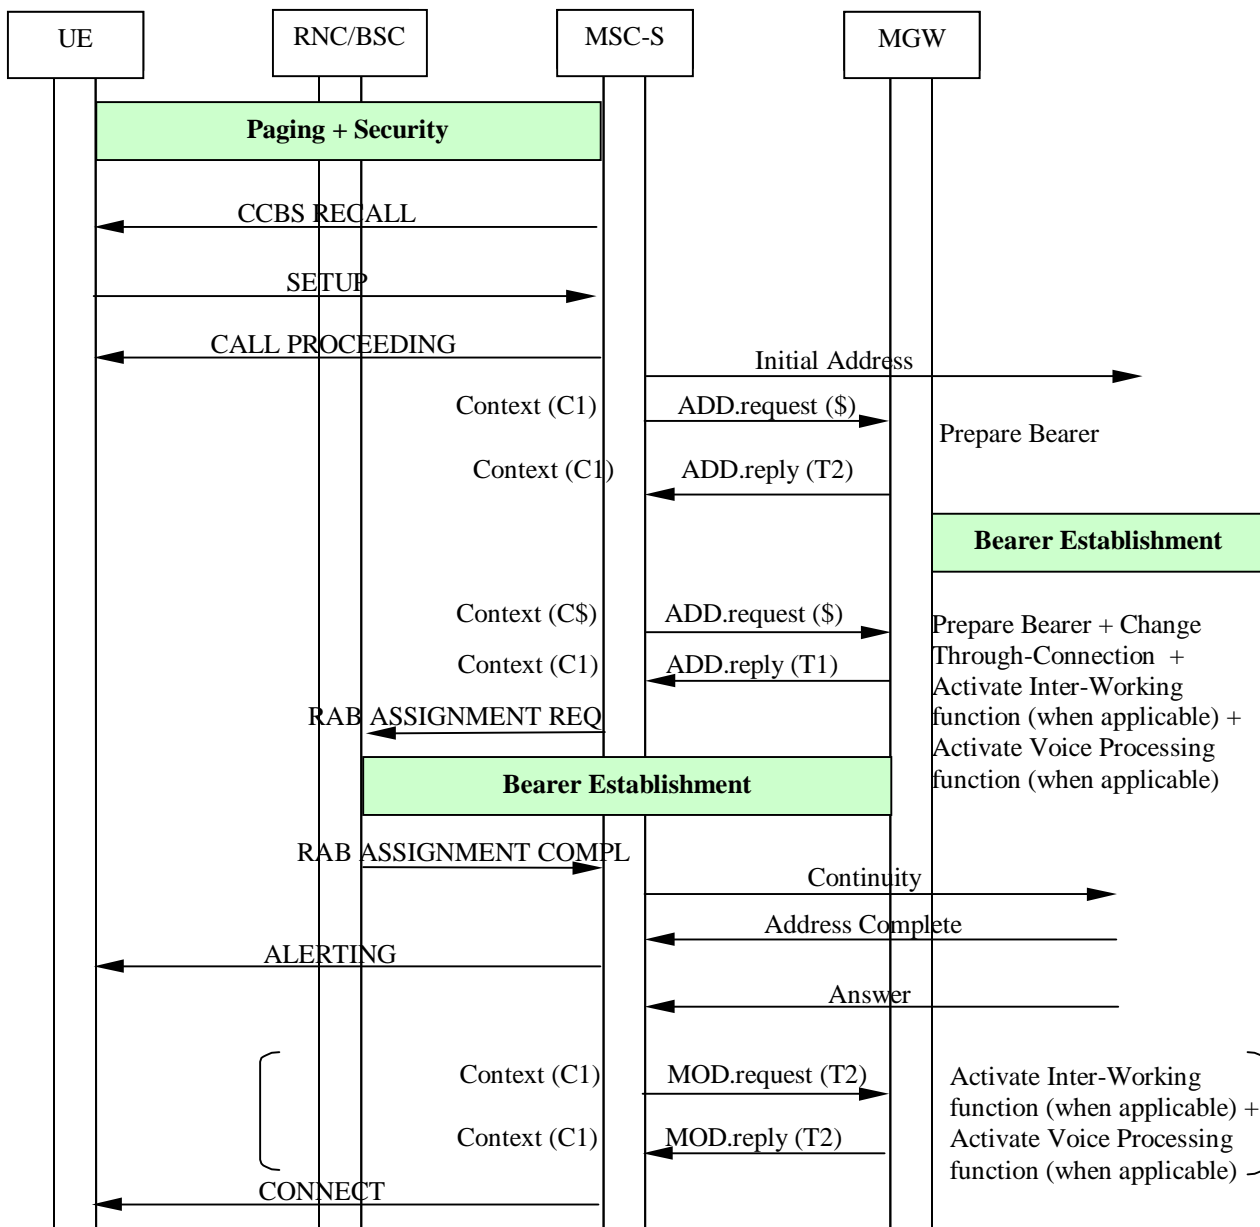 UE
RNC/BSC
MSC-S
MGW
Paging + Security
CCBS RECALL
SETUP
CALL PROCEEDING
Initial Address
Context (C1)
ADD.request ($)
Prepare Bearer
Context (C1)
ADD.reply (T2)
Bearer Establishment
Context (C$)
ADD.request ($)
Prepare Bearer + Change
Through-Connection +
Activate Inter-Working
function (when applicable) +
Activate Voice Processing
function (when applicable)
Context (C1)
ADD.reply (T1)
RAB ASSIGNMENT REQ
Bearer Establishment
RAB ASSIGNMENT COMPL
Continuity
Address Complete
ALERTING
Answer
Context (C1)
MOD.request (T2)
Activate Inter-Working
function (when applicable) +
Activate Voice Processing
function (when applicable)
Context (C1)
MOD.reply (T2)
CONNECT